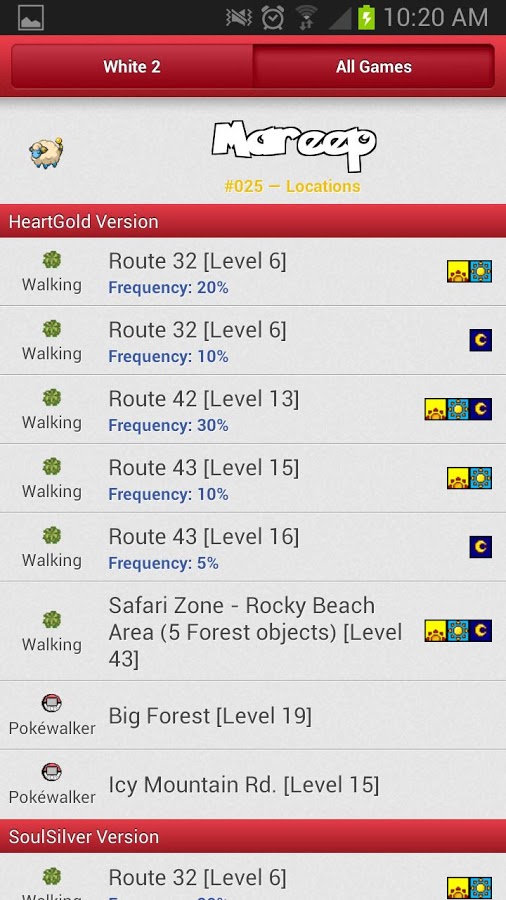 10:20 AM
White 2
All Games
Mareep
#025 — Locations
HeartGold Version
Walking
Route 32 [Level 6]
Frequency: 20%
Walking
Route 32 [Level 6]
Frequency: 10%
Walking
Route 42 [Level 13]
Frequency: 30%
Walking
Route 43 [Level 15]
Frequency: 10%
Walking
Route 43 [Level 16]
Frequency: 5%
Walking
Safari Zone - Rocky Beach
Area (5 Forest objects) [Level
43]
Pokéwalker
Big Forest [Level 19]
Pokéwalker
Icy Mountain Rd. [Level 15]
SoulSilver Version
Route 32 [Level 6]